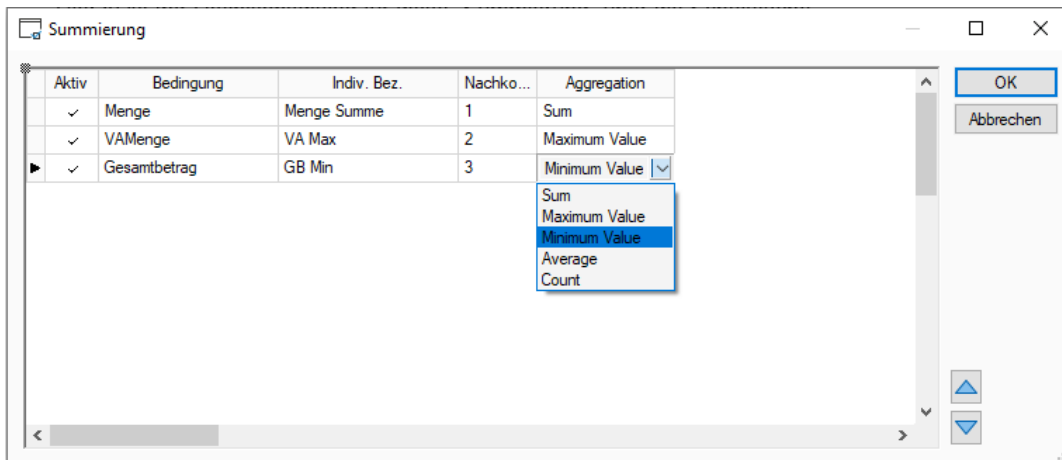 Summierung
Aktiv Bedingung Indiv. Bez. Nachko... Aggregation
Menge Menge Summe 1 Sum
VAMenge VA Max 2 Maximum Value
Gesamtbetrag GB Min 3 Minimum Value
Sum
Maximum Value
Minimum Value
Average
Count
OK
Abbrechen